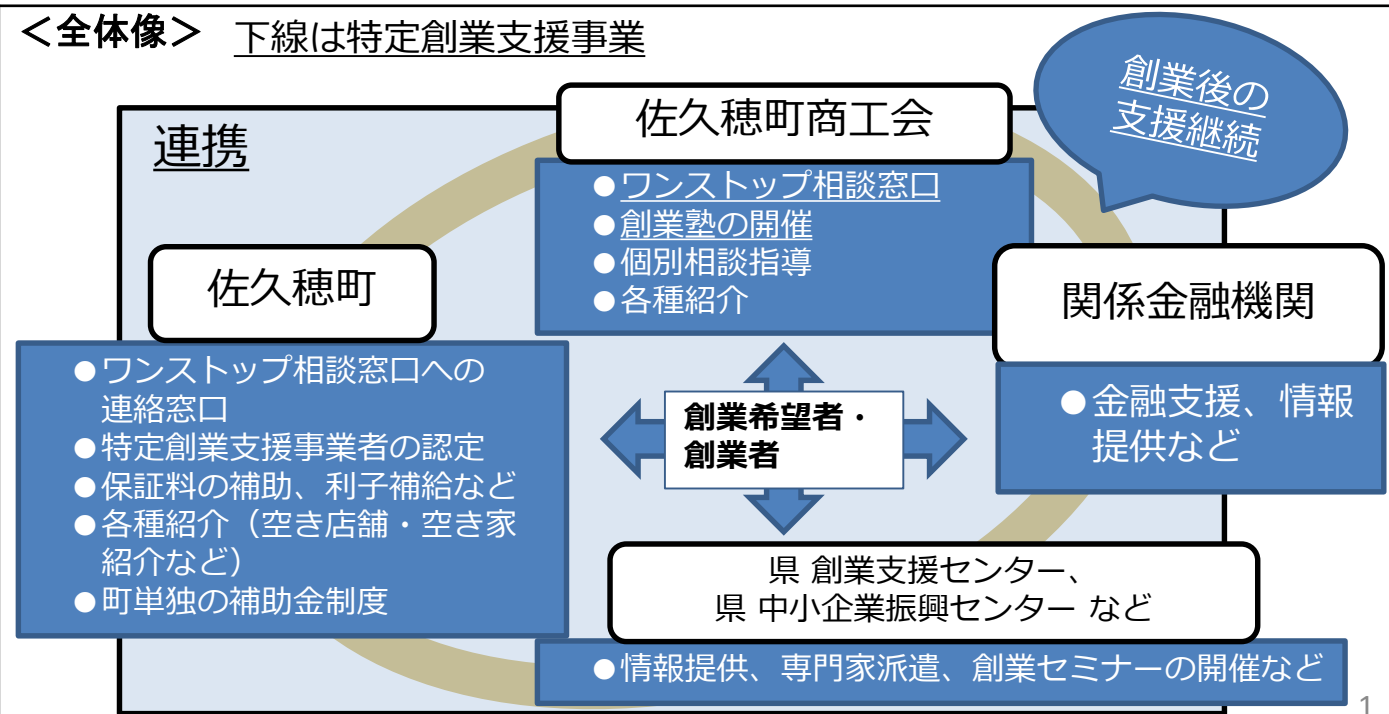 ＜全体像＞ 下線は特定創業支援事業
創業後の
支援継続
連携
佐久穂町商工会
●ワンストップ相談窓口
●創業塾の開催
●個別相談指導
●各種紹介
佐久穂町
●ワンストップ相談窓口への
連絡窓口
●特定創業支援事業者の認定
●保証料の補助、利子補給など
●各種紹介（空き店舗・空き家
紹介など）
●町単独の補助金制度
創業希望者・
創業者
関係金融機関
●金融支援、情報
提供など
県 創業支援センター、
県 中小企業振興センター など
●情報提供、専門家派遣、創業セミナーの開催など
1